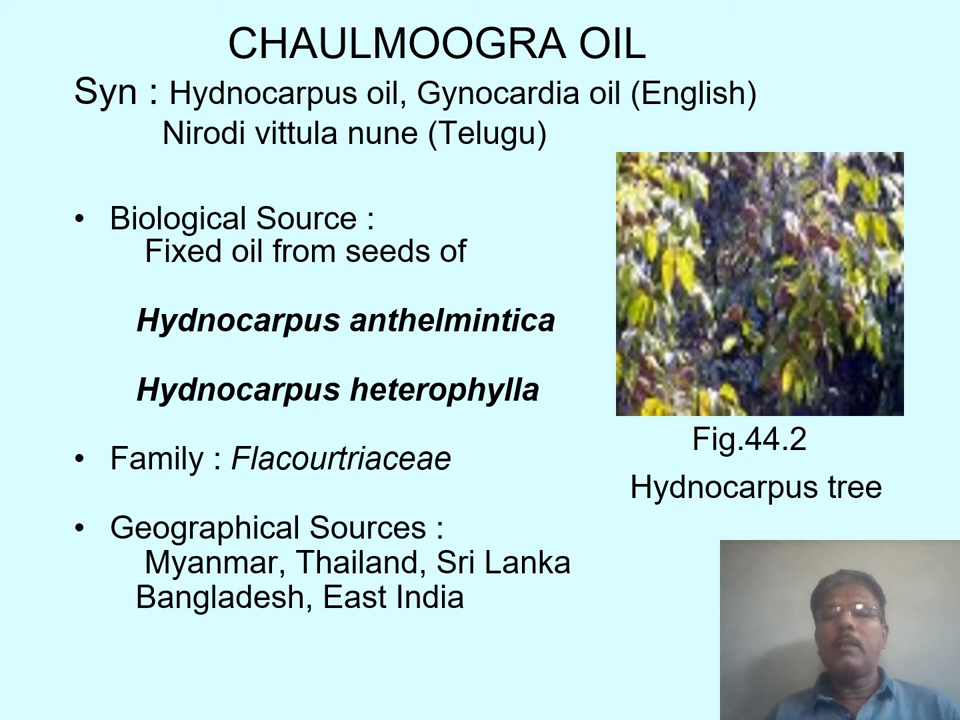 CHAULMOOGRA OIL
Syn : Hydnocarpus oil, Gynocardia oil (English)
Nirodi vittula nune (Telugu)
• Biological Source :
Fixed oil from seeds of
Hydnocarpus anthelmintica
Hydnocarpus heterophylla
• Family : Flacourtriaceae
• Geographical Sources :
Myanmar, Thailand, Sri Lanka
Bangladesh, East India
Fig.44.2
Hydnocarpus tree